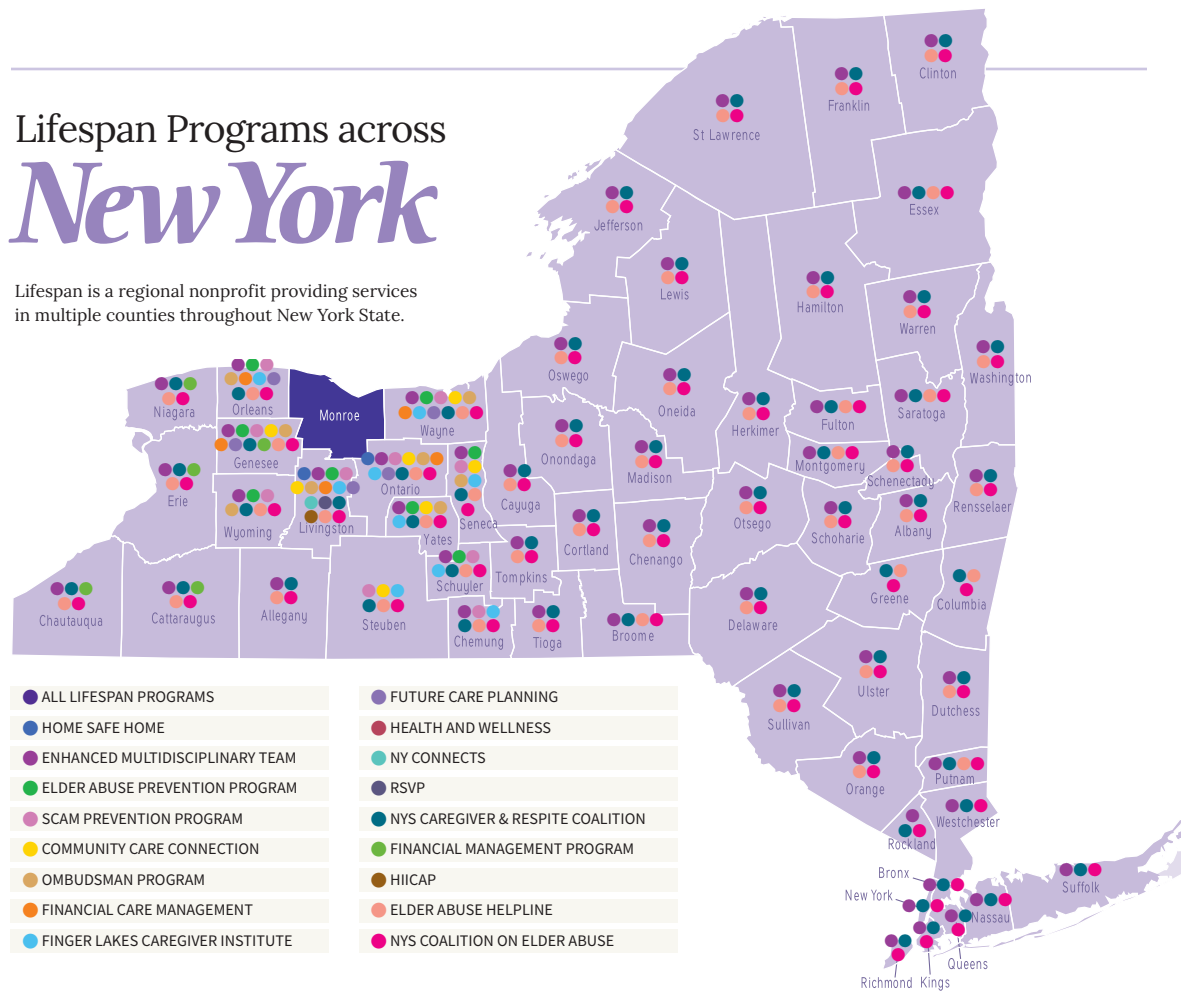 Lifespan Programs across
New York
Lifespan is a regional nonprofit providing services
in multiple counties throughout New York State.
Clinton
Franklin
St Lawrence
Essex
Jefferson
Lewis
Hamilton
Warren
Washington
Oswego
Oneida
Herkimer
Fulton
Saratoga
Niagara
Orleans
Monroe
Wayne
Genesee
Onondaga
Madison
Montgomery
Schenectady
Erie
Wyoming
Livingston
Ontario
Yates
Seneca
Cayuga
Cortland
Chenango
Otsego
Schoharie
Albany
Rensselaer
Chautauqua
Cattaraugus
Allegany
Steuben
Schuyler
Chemung
Tompkins
Tioga
Broome
Delaware
Greene
Columbia
Ulster
Dutchess
Sullivan
Orange
Putnam
Westchester
Rockland
Bronx
New York
Suffolk
Nassau
Queens
Richmond
Kings
ALL LIFESPAN PROGRAMS
HOME SAFE HOME
ENHANCED MULTIDISCIPLINARY TEAM
ELDER ABUSE PREVENTION PROGRAM
SCAM PREVENTION PROGRAM
COMMUNITY CARE CONNECTION
OMBUDSMAN PROGRAM
FINANCIAL CARE MANAGEMENT
FINGER LAKES CAREGIVER INSTITUTE
FUTURE CARE PLANNING
HEALTH AND WELLNESS
NY CONNECTS
RSVP
NYS CAREGIVER & RESPITE COALITION
FINANCIAL MANAGEMENT PROGRAM
HIICAP
ELDER ABUSE HELPLINE
NYS COALITION ON ELDER ABUSE